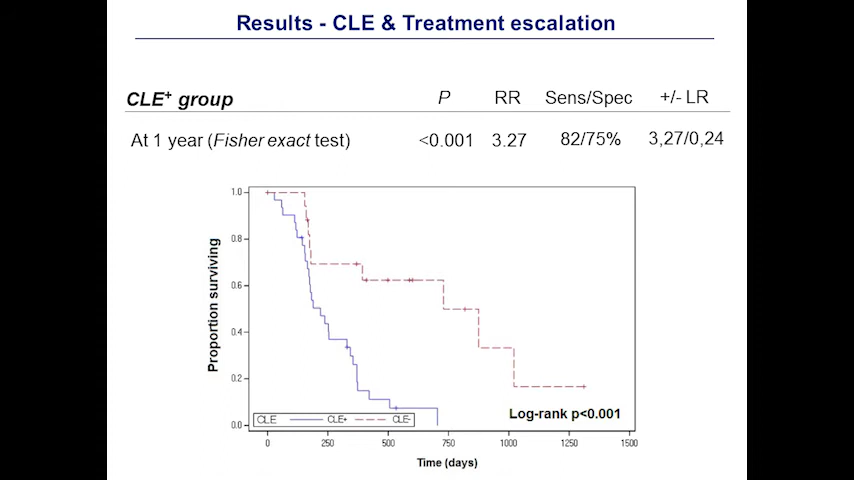 Results - CLE & Treatment escalation
CLE+ group P RR Sens/Spec +/- LR
At 1 year (Fisher exact test) <0.001 3.27 82/75% 3,27/0,24
1.0
0.8
0.6
0.4
0.2
0.0
Proportion surviving
CLE CLE+ CLE-
Log-rank p<0.001
0 250 500 750 1000 1250 1500
Time (days)